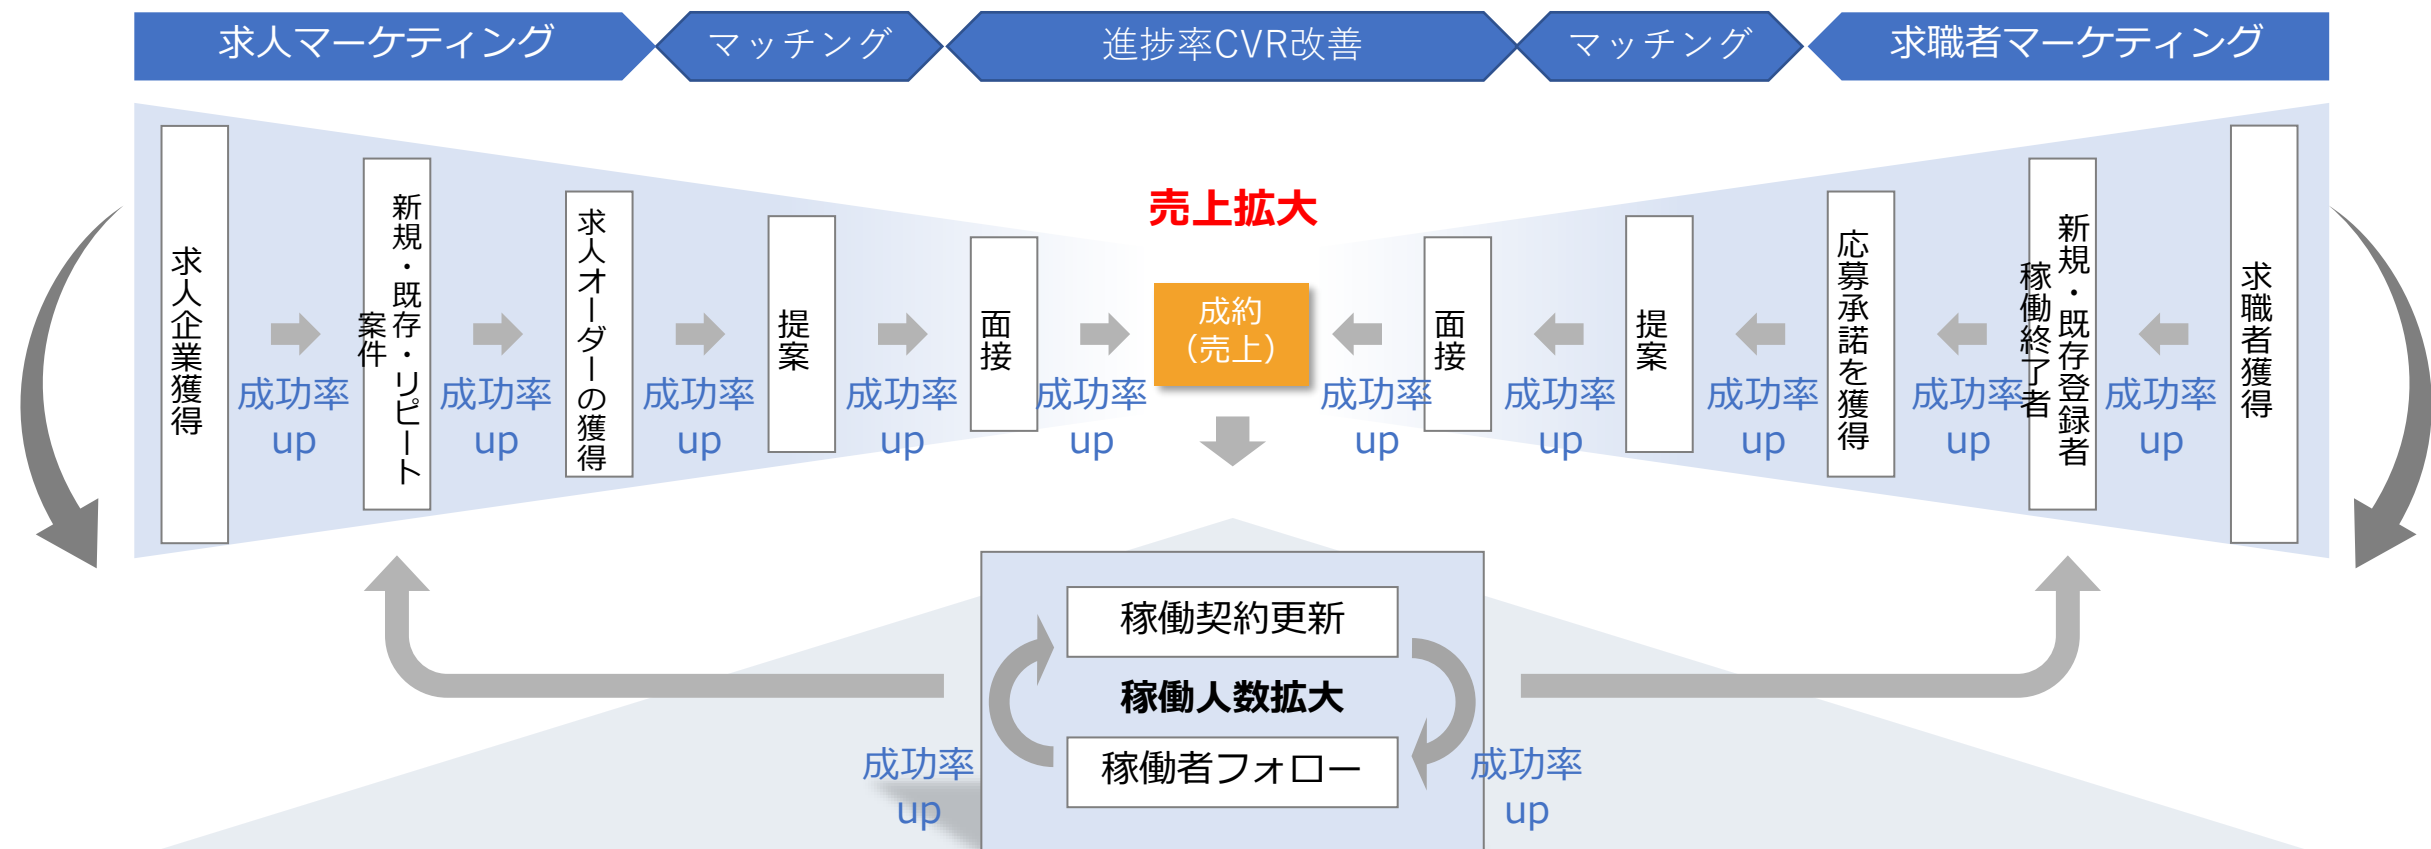 求人マーケティング
マッチング
進捗率CVR改善
マッチング
求職者マーケティング
売上拡大
求人企業獲得
成功率
up
新規・既存・リピート
案件
成功率
up
求人オーダーの獲得
成功率
up
提案
成功率
up
面接
成功率
up
成約
（売上）
成功率
up
面接
成功率
up
提案
成功率
up
応募承諾を獲得
成功率
up
新規・既存登録者
稼働終了者
成功率
up
求職者獲得
稼働契約更新
稼働人数拡大
稼働者フォロー
成功率
up
成功率
up